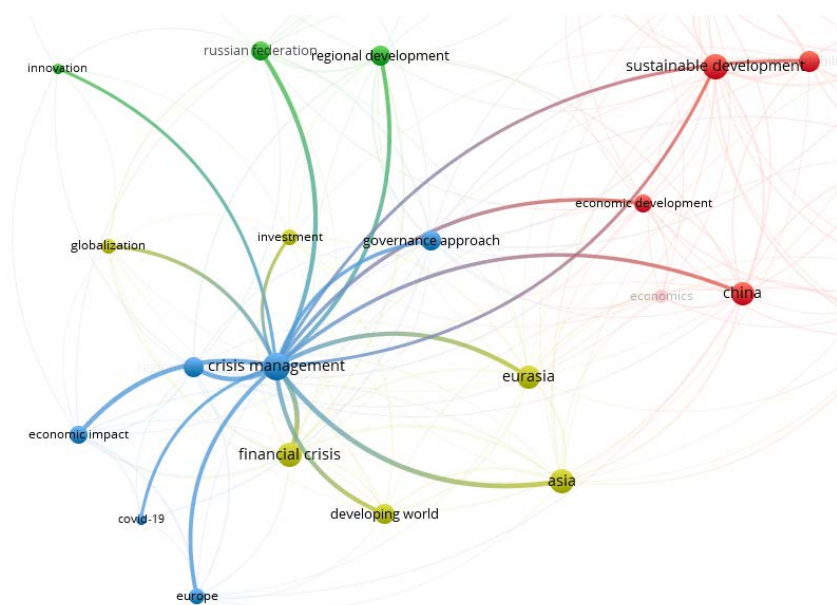 russian federation
regional development
innovation
sustainable development
economic development
globalization
investment
governance approach
economics
china
crisis management
eurasia
economic impact
financial crisis
asia
developing world
covid-19
europe